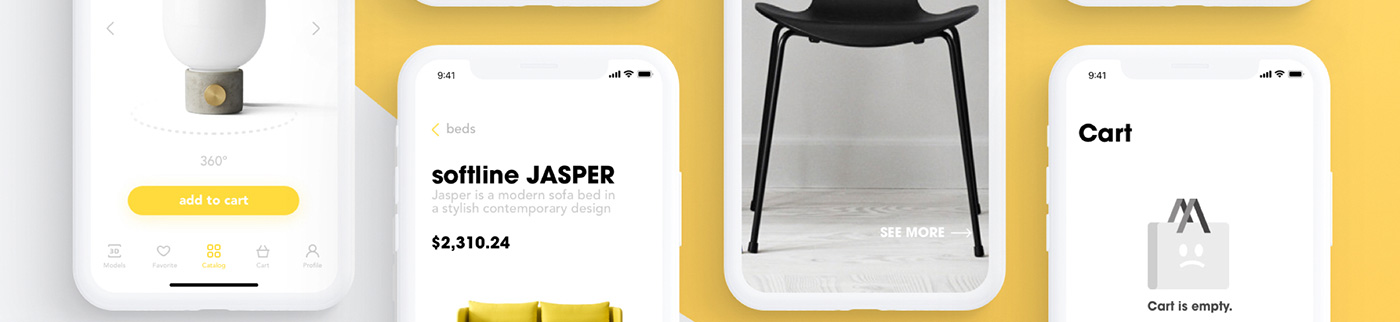 360°
add to cart
3D
Models
Favorite
Catalog
Cart
Profile
9:41
beds
softline JASPER
Jasper is a modern sofa bed in
a stylish contemporary design
$2,310.24
SEE MORE
9:41
Cart
Cart is empty.